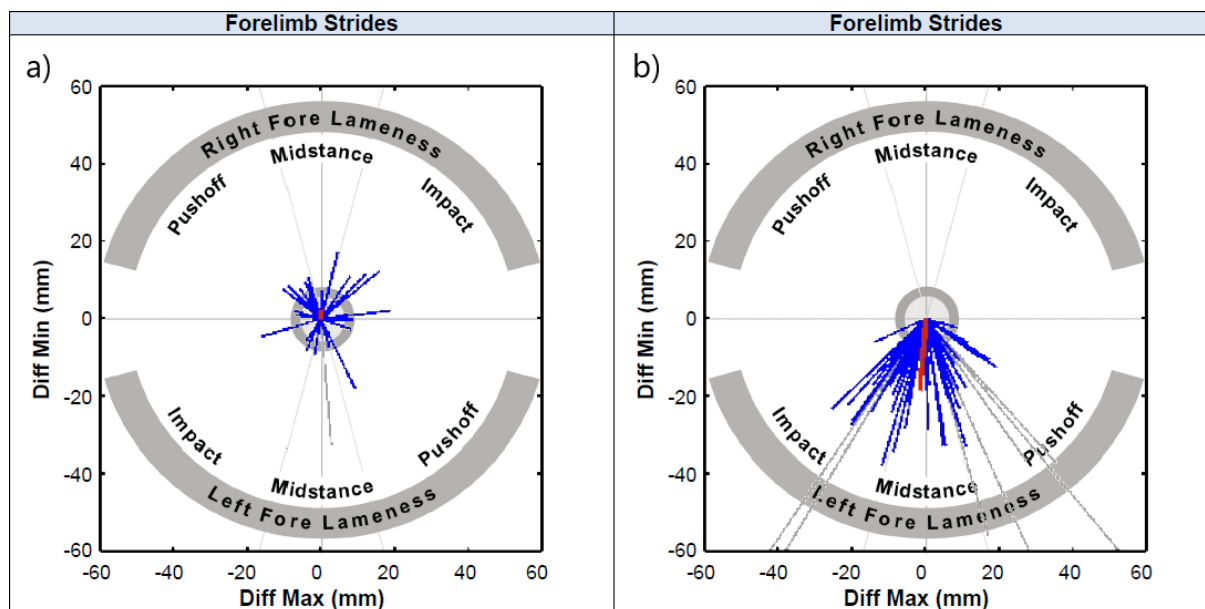 Forelimb Strides
a)
60
40
20
0
-20
-40
-60
Diff Min (mm)
Right Fore Lameness
Midstance
Pushoff
Impact
Impact
Pushoff
Midstance
Left Fore Lameness
-60 -40 -20 0 20 40 60
Diff Max (mm)
Forelimb Strides
b)
60
40
20
0
-20
-40
-60
Diff Min (mm)
Right Fore Lameness
Midstance
Pushoff
Impact
Impact
Pushoff
Midstance
Left Fore Lameness
-60 -40 -20 0 20 40 60
Diff Max (mm)